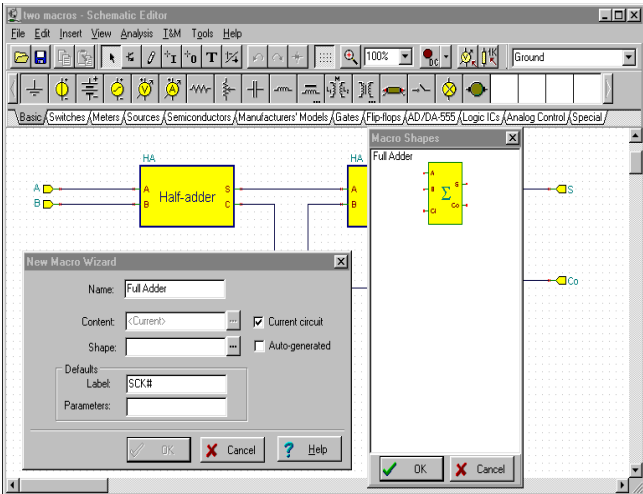 two macros - Schematic Editor
File Edit Insert View Analysis T&M Tools Help
T 100% DC Ground
Basic Switches Meters Sources Semiconductors Manufacturers' Models Gates Flip-flops AD/DA-555 Logic ICs Analog Control Special
Macro Shapes
Full Adder
A
B
CI
Σ
S
Co
HA
A
B
A
B
Half-adder
S
C
HA
A
B
S
Co
New Macro Wizard
Name: Full Adder
Content: <Current> ... Current circuit
Shape: ... Auto-generated
Defaults
Label: SCK#
Parameters:
OK Cancel ? Help
OK Cancel